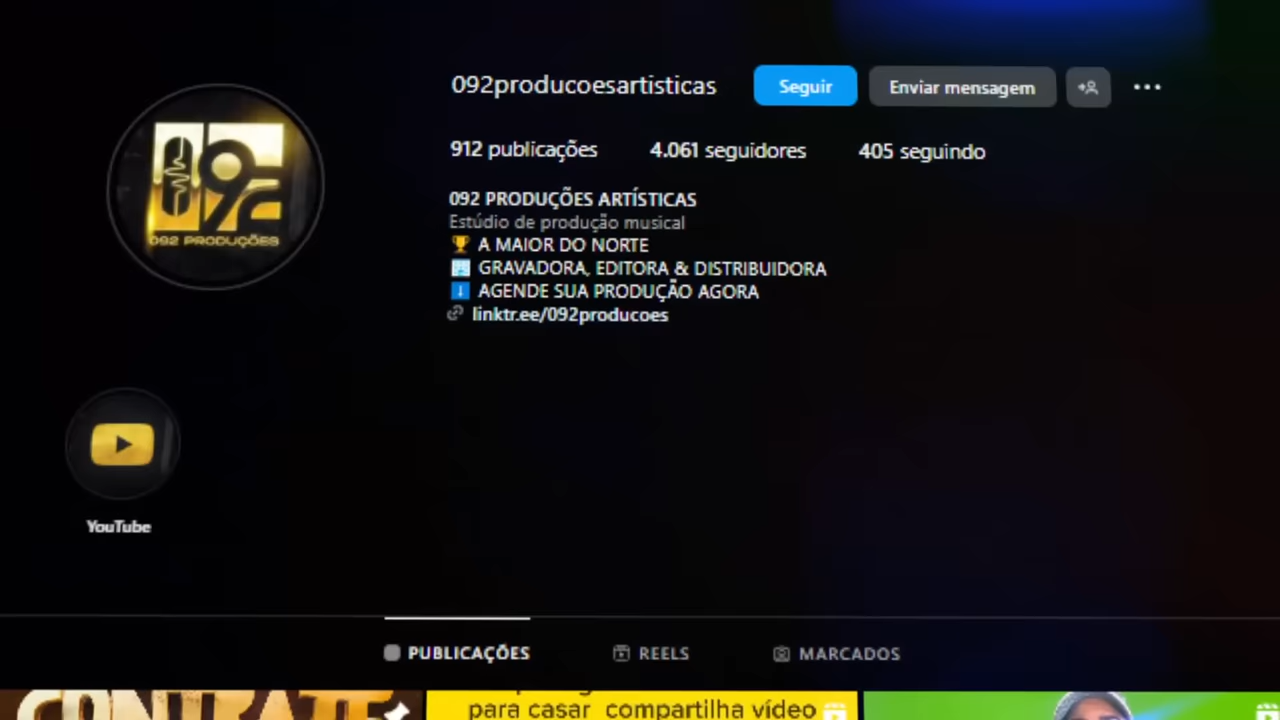 092producoesartisticas Seguir Enviar mensagem
912 publicações 4.061 seguidores 405 seguindo
092 PRODUÇÕES ARTÍSTICAS
Estúdio de produção musical
A MAIOR DO NORTE
GRAVADORA, EDITORA & DISTRIBUIDORA
AGENDE SUA PRODUÇÃO AGORA
linktr.ee/092producoes
092
092 PRODUÇÕES
YouTube
PUBLICAÇÕES REELS MARCADOS
CONTRATE
para casar compartilha vídeo